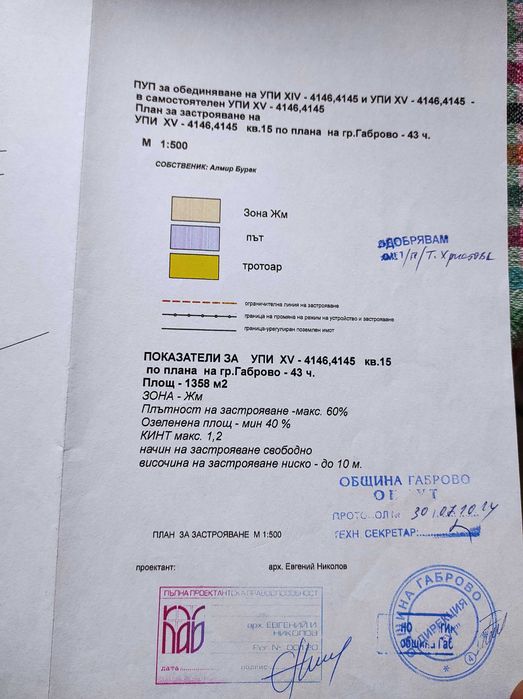 ПУП за обединяване на УПИ XIV - 4146,4145 и УПИ XV - 4146,4145 -
в самостоятелен УПИ XV - 4146,4145
План за застрояване на
УПИ XV - 4146,4145 кв.15 по плана на гр.Габрово - 43 ч.
М 1:500
СОБСТВЕНИК: Алмир Бурек
Зона Жм
път
тротоар
ОДОБРЯВАМ
/п/ Т. Христова
ограничителна линия на застрояване
граница на промяна на режим на устройство и застрояване
граница-урегулиран поземлен имот
ПОКАЗАТЕЛИ ЗА УПИ XV - 4146,4145 кв.15
по плана на гр.Габрово - 43 ч.
Площ - 1358 м2
ЗОНА - Жм
Плътност на застрояване -макс. 60%
Озеленена площ - мин 40 %
КИНТ макс. 1,2
начин на застрояване свободно
височина на застрояване ниско - до 10 м.
ОБЩИНА ГАБРОВО
ПРОТОКОЛ №
ТЕХН. СЕКРЕТАР:
ПЛАН ЗА ЗАСТРОЯВАНЕ М 1:500
проектант: арх. Евгений Николов
ПЪЛНА ПРОЕКТАНТСКА ПРАВОСПОСОБНОСТ
арх. ЕВГЕНИЙ И
НИКОЛОВ
дата: подпис
ОБЩИНА ГАБРОВО
ДИРЕКЦИЯ